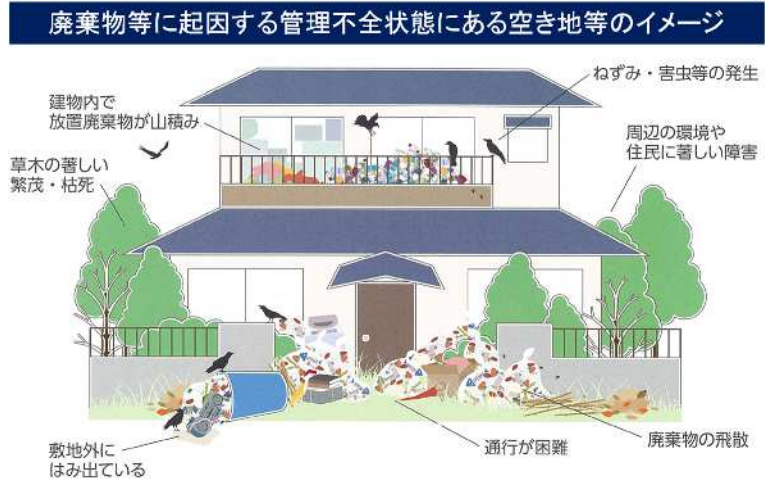 廃棄物等に起因する管理不全状態にある空き地等のイメージ
ねずみ・害虫等の発生
建物内で
放置廃棄物が山積み
周辺の環境や
住民に著しい障害
草木の著しい
繁茂・枯死
敷地外に
はみ出ている
通行が困難
廃棄物の飛散